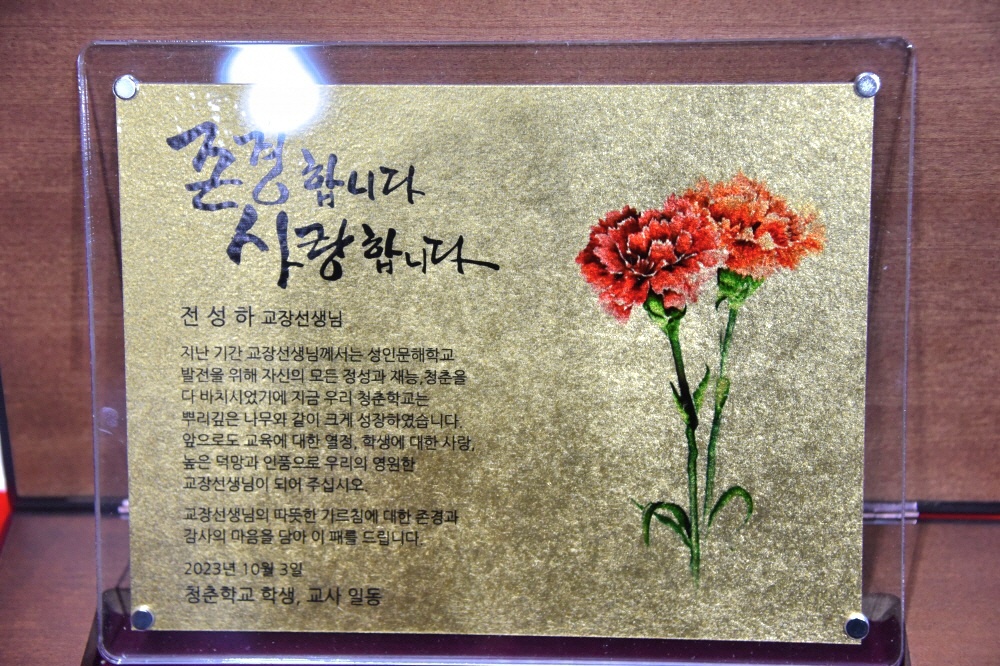 존경합니다
사랑합니다
전 성 하 교장선생님
지난 기간 교장선생님께서는 성인문해학교
발전을 위해 자신의 모든 정성과 재능,청춘을
다 바치시었기에 지금 우리 청춘학교는
뿌리깊은 나무와 같이 크게 성장하였습니다.
앞으로도 교육에 대한 열정, 학생에 대한 사랑,
높은 덕망과 인품으로 우리의 영원한
교장선생님이 되어 주십시오.
교장선생님의 따뜻한 가르침에 대한 존경과
감사의 마음을 담아 이 패를 드립니다.
2023년 10월 3일
청춘학교 학생, 교사 일동